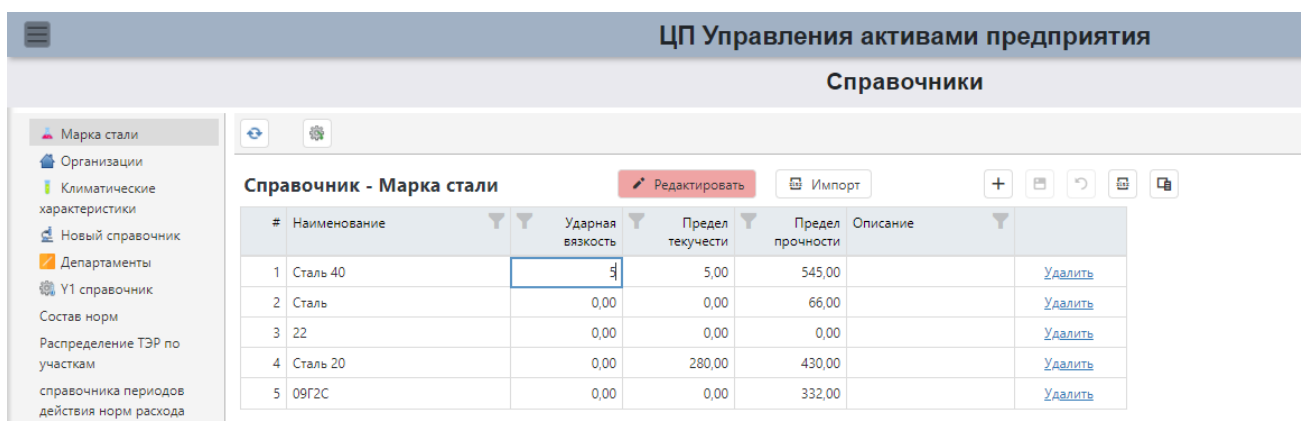 ЦП Управления активами предприятия
Справочники
Марка стали
Организации
Климатические
характеристики
Новый справочник
Департаменты
Y1 справочник
Состав норм
Распределение ТЭР по
участкам
справочника периодов
действия норм расхода
Справочник - Марка стали Редактировать Импорт
# Наименование Ударная вязкость Предел текучести Предел прочности Описание
1 Сталь 40 5 5,00 545,00 Удалить
2 Сталь 0,00 0,00 66,00 Удалить
3 22 0,00 0,00 0,00 Удалить
4 Сталь 20 0,00 280,00 430,00 Удалить
5 09Г2С 0,00 0,00 332,00 Удалить